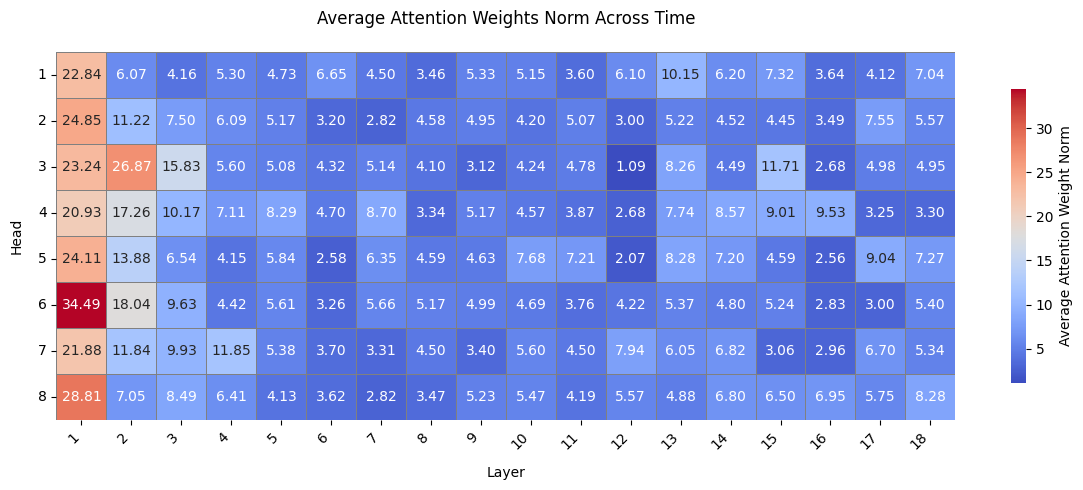 Average Attention Weights Norm Across Time
Head
1 22.84 6.07 4.16 5.30 4.73 6.65 4.50 3.46 5.33 5.15 3.60 6.10 10.15 6.20 7.32 3.64 4.12 7.04
2 24.85 11.22 7.50 6.09 5.17 3.20 2.82 4.58 4.95 4.20 5.07 3.00 5.22 4.52 4.45 3.49 7.55 5.57
3 23.24 26.87 15.83 5.60 5.08 4.32 5.14 4.10 3.12 4.24 4.78 1.09 8.26 4.49 11.71 2.68 4.98 4.95
4 20.93 17.26 10.17 7.11 8.29 4.70 8.70 3.34 5.17 4.57 3.87 2.68 7.74 8.57 9.01 9.53 3.25 3.30
5 24.11 13.88 6.54 4.15 5.84 2.58 6.35 4.59 4.63 7.68 7.21 2.07 8.28 7.20 4.59 2.56 9.04 7.27
6 34.49 18.04 9.63 4.42 5.61 3.26 5.66 5.17 4.99 4.69 3.76 4.22 5.37 4.80 5.24 2.83 3.00 5.40
7 21.88 11.84 9.93 11.85 5.38 3.70 3.31 4.50 3.40 5.60 4.50 7.94 6.05 6.82 3.06 2.96 6.70 5.34
8 28.81 7.05 8.49 6.41 4.13 3.62 2.82 3.47 5.23 5.47 4.19 5.57 4.88 6.80 6.50 6.95 5.75 8.28
1 2 3 4 5 6 7 8 9 10 11 12 13 14 15 16 17 18
Layer
30
25
20
15
10
5
Average Attention Weight Norm